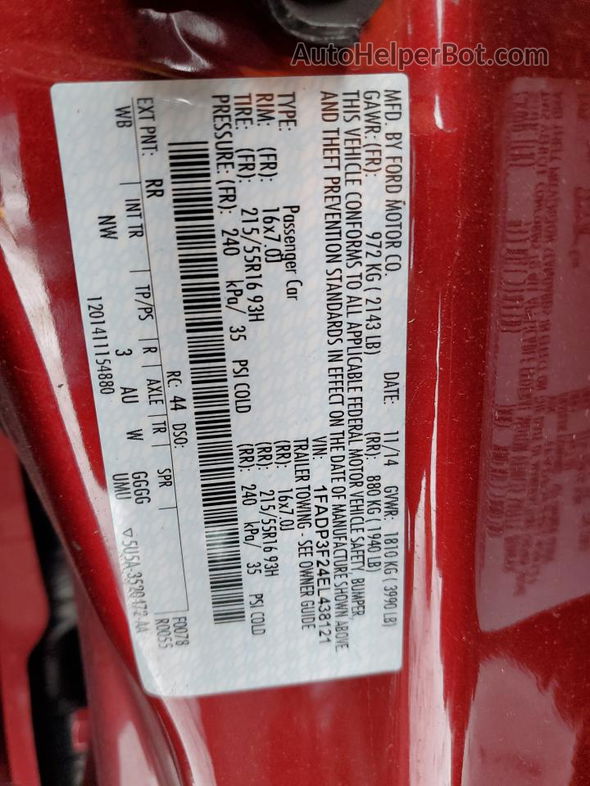 AutoHelperBot.com
MFD. BY FORD MOTOR CO.
DATE: 11/14 GVWR: 1810 KG ( 3990 LB)
GAWR: (FR): 972 KG ( 2143 LB) (RR): 880 KG ( 1940 LB)
THIS VEHICLE CONFORMS TO ALL APPLICABLE FEDERAL MOTOR VEHICLE SAFETY, BUMPER,
AND THEFT PREVENTION STANDARDS IN EFFECT ON THE DATE OF MANUFACTURE SHOWN ABOVE.
VIN: 1FADP3F24EL438121
TYPE: Passenger Car TRAILER TOWING - SEE OWNER GUIDE
RIM: (FR): 16x7.0J (RR): 16x7.0J
TIRE: (FR): 215/55R16 93H (RR): 215/55R16 93H
PRESSURE: (FR): 240 kPa/ 35 PSI COLD (RR): 240 kPa/ 35 PSI COLD
RC: 44 DSO: F0078
EXT PNT: RR R0055
INT TR TP/PS R AXLE TR SPR
WB NW 3 AU W GGGG UMU
1201411154880